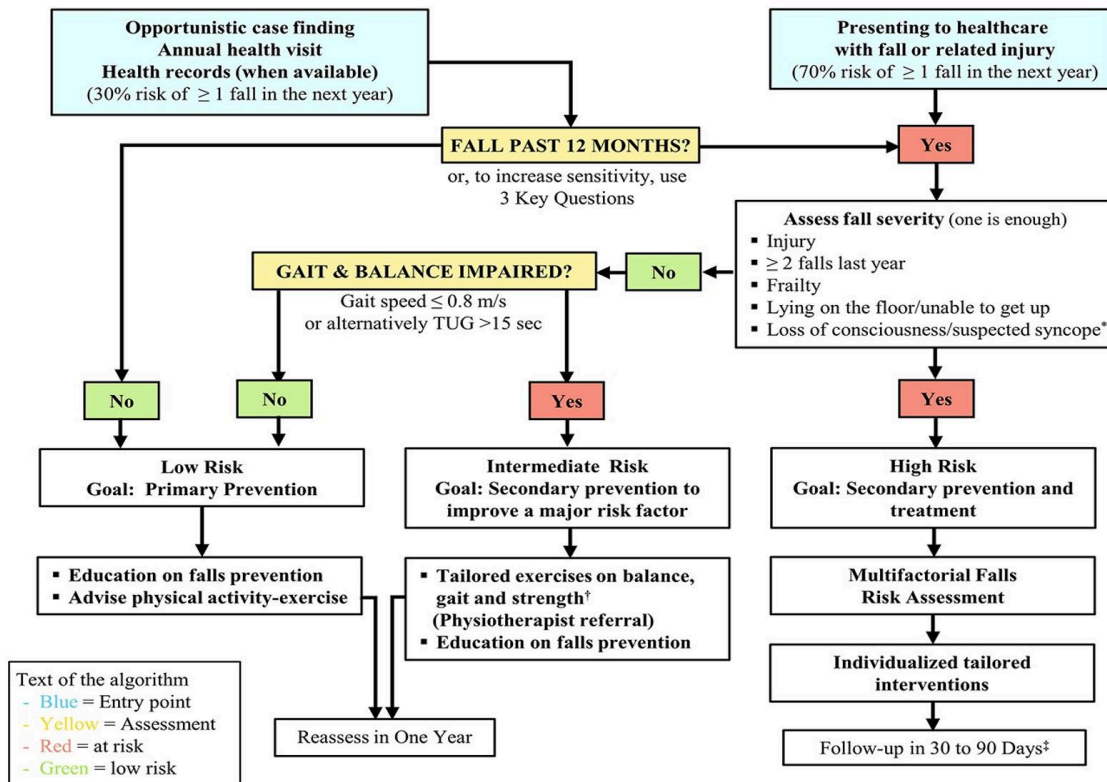 Opportunistic case finding
Annual health visit
Health records (when available)
(30% risk of ≥ 1 fall in the next year)
Presenting to healthcare
with fall or related injury
(70% risk of ≥ 1 fall in the next year)
FALL PAST 12 MONTHS?
or, to increase sensitivity, use
3 Key Questions
Yes
Assess fall severity (one is enough)
▪ Injury
▪ ≥ 2 falls last year
▪ Frailty
▪ Lying on the floor/unable to get up
▪ Loss of consciousness/suspected syncope*
No
GAIT & BALANCE IMPAIRED?
Gait speed ≤ 0.8 m/s
or alternatively TUG >15 sec
No
No
Yes
Yes
Low Risk
Goal: Primary Prevention
Intermediate Risk
Goal: Secondary prevention to
improve a major risk factor
High Risk
Goal: Secondary prevention and
treatment
▪ Education on falls prevention
▪ Advise physical activity-exercise
▪ Tailored exercises on balance,
gait and strength†
(Physiotherapist referral)
▪ Education on falls prevention
Multifactorial Falls
Risk Assessment
Individualized tailored
interventions
Reassess in One Year
Follow-up in 30 to 90 Days‡
Text of the algorithm
- Blue = Entry point
- Yellow = Assessment
- Red = at risk
- Green = low risk